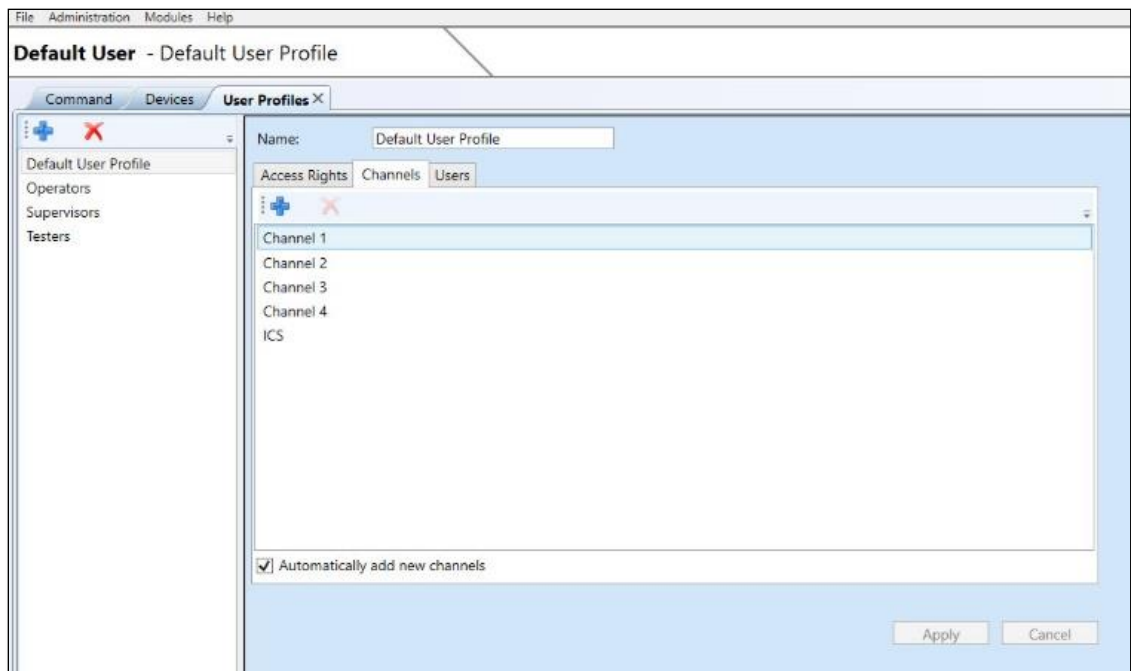 File Administration Modules Help
Default User - Default User Profile
Command Devices User Profiles
Default User Profile
Operators
Supervisors
Testers
Name: Default User Profile
Access Rights Channels Users
Channel 1
Channel 2
Channel 3
Channel 4
ICS
Automatically add new channels
Apply Cancel